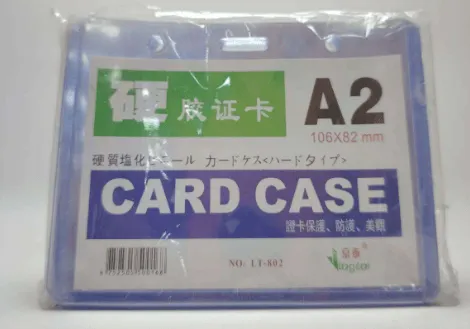 硬 胶证卡
A2
106X82 mm
硬質塩化ビニール カードケス<ハードタイプ>
CARD CASE
證卡保護、防護、美觀
NO: LT-802